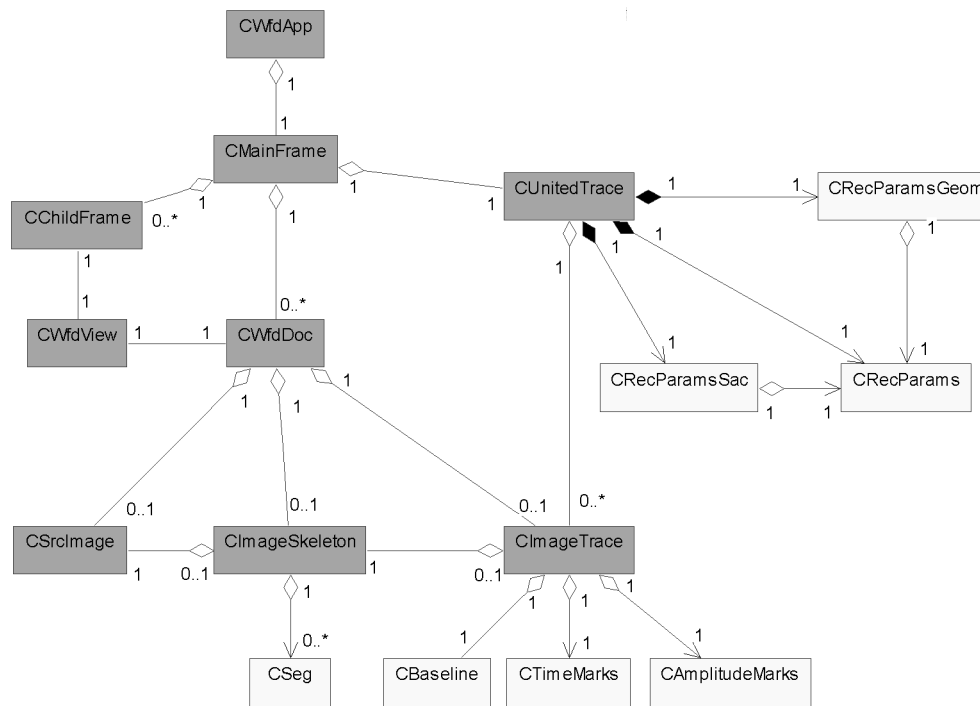 CWfdApp
1
1
CMainFrame
1
1
1
0..*
1
CUnitedTrace
1
1
CRecParamsGeom
CChildFrame
1
1
1
1
1
1
1
0..*
CWfdView
1
1
CWfdDoc
1
1
1
CRecParamsSac
1
1
CRecParams
1
1
1
0..1
0..1
0..1
0..*
CSrcImage
1
0..1
CImageSkeleton
1
0..1
CImageTrace
1
1
1
1
0..*
1
1
1
CSeg
CBaseline
CTimeMarks
CAmplitudeMarks